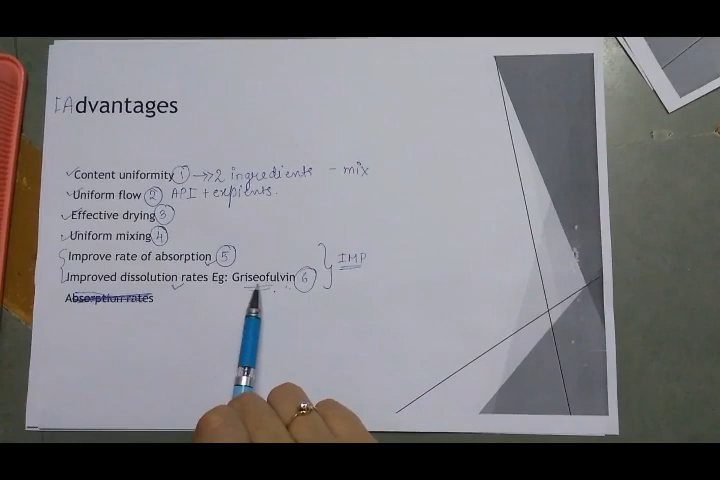 Advantages
Content uniformity 1 →> 2 ingredients - mix
Uniform flow 2 API + expients.
Effective drying 3
Uniform mixing 4
Improve rate of absorption 5
Improved dissolution rates Eg: Griseofulvin 6 IMP
Absorption rates